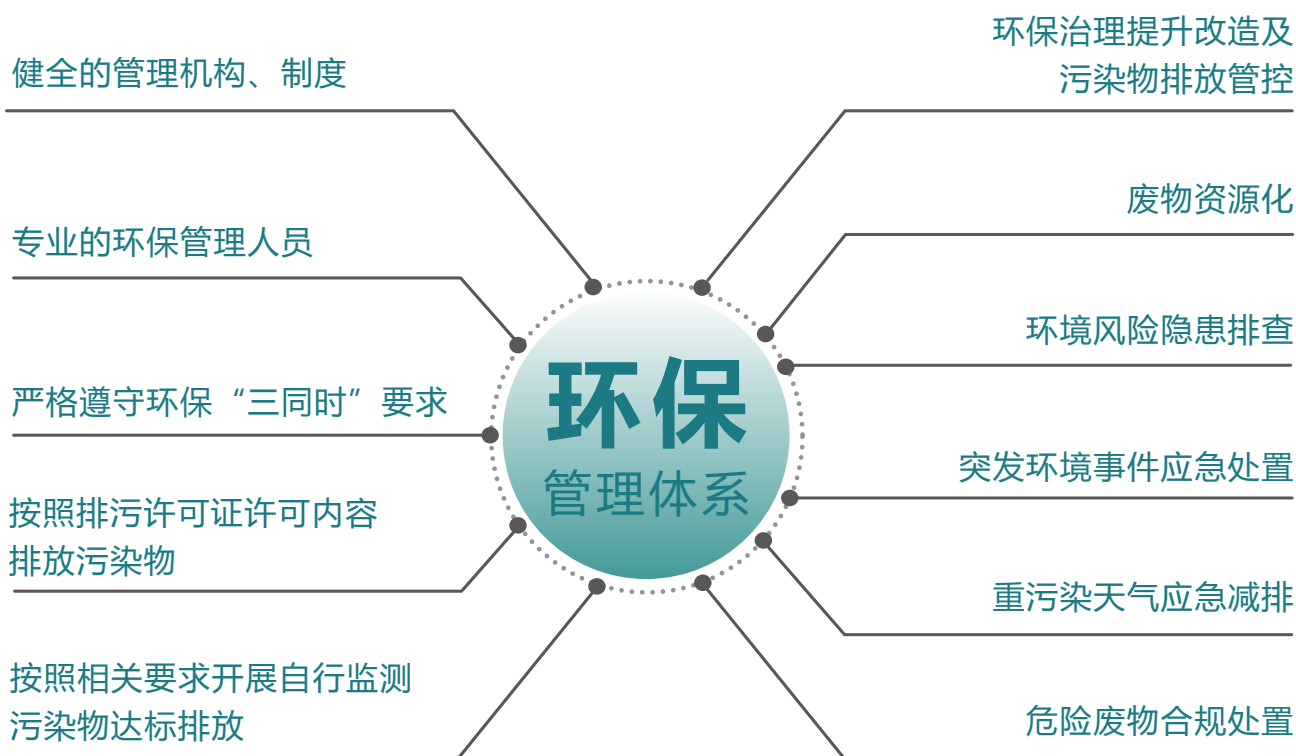 健全的管理机构、制度
专业的环保管理人员
严格遵守环保“三同时”要求
按照排污许可证许可内容
排放污染物
按照相关要求开展自行监测
污染物达标排放
环保
管理体系
环保治理提升改造及
污染物排放管控
废物资源化
环境风险隐患排查
突发环境事件应急处置
重污染天气应急减排
危险废物合规处置